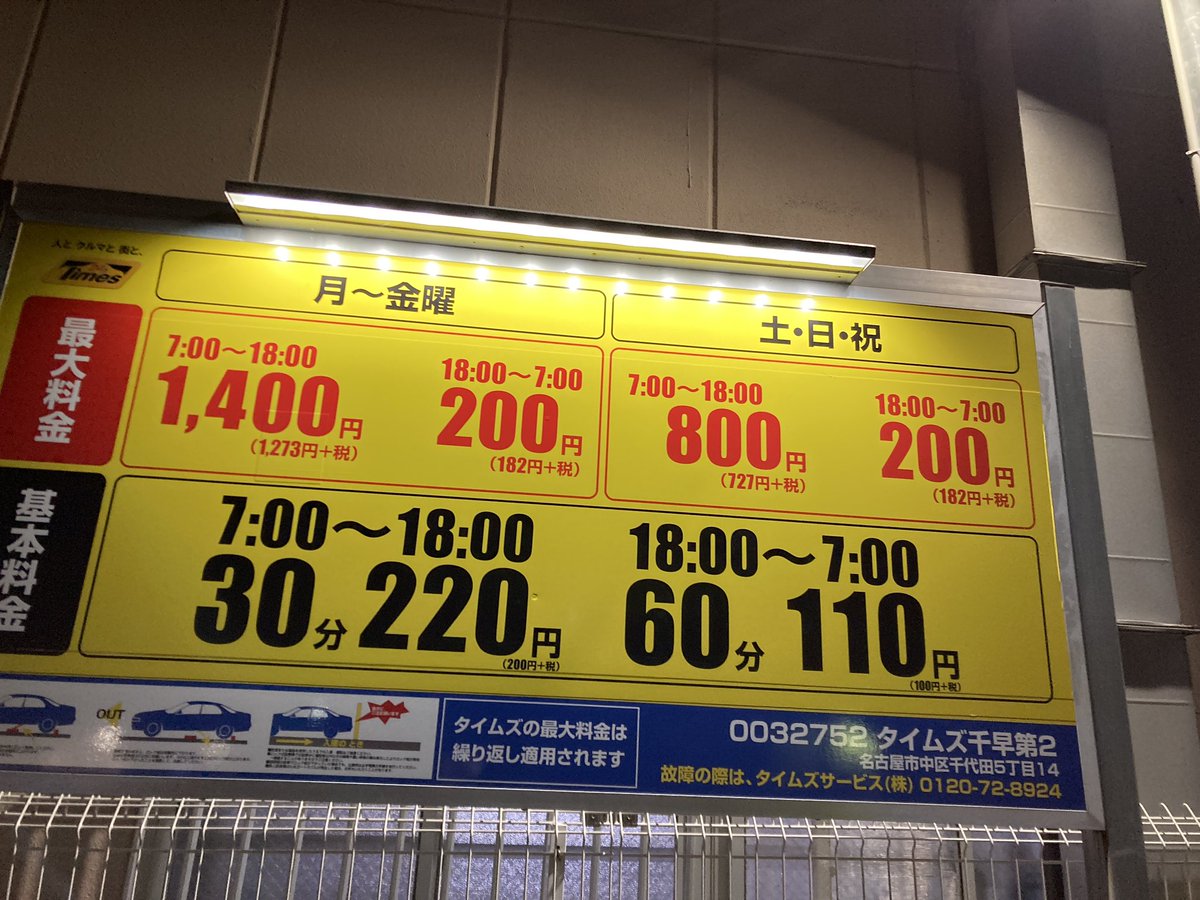 人と クルマと 街と、
Times
月～金曜
土・日・祝
最大料金
7:00～18:00
1,400円
(1,273円+税)
18:00～7:00
200円
(182円+税)
7:00～18:00
800円
(727円+税)
18:00～7:00
200円
(182円+税)
基本料金
7:00～18:00
30分 220円
(200円+税)
18:00～7:00
60分 110円
(100円+税)
OUT
タイムズの最大料金は
繰り返し適用されます
0032752 タイムズ千早第2
名古屋市中区千代田5丁目14
故障の際は、タイムズサービス(株) 0120-72-8924